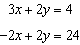 3x + 2y = 4
−2x + 2y = 24